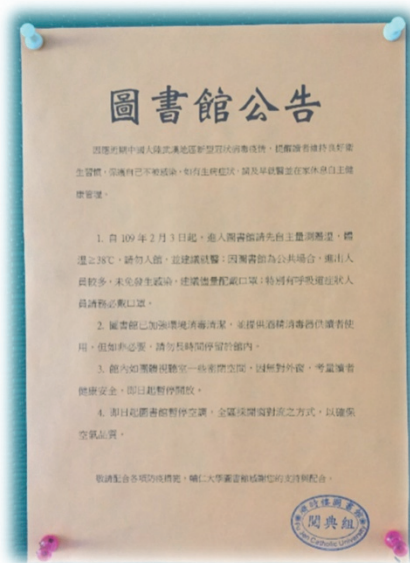 圖書館公告
因應近期中國大陸武漢地區新型冠狀病毒疫情，提醒讀者維持良好衛
生習慣，保護自己不被感染，如有生病症狀，請及早就醫並在家休息自主健
康管理。
1. 自 109 年 2 月 3 日起，進入圖書館請先自主量測體溫，體
溫≥38℃，請勿入館，並建議就醫；因圖書館為公共場合，進出人
員較多，未免發生感染，建議儘量配戴口罩；特別有呼吸道症狀人
員請務必戴口罩。
2. 圖書館已加強環境消毒清潔，並提供酒精消毒器供讀者使
用。但如非必要，請勿長時間停留於館內。
3. 館內如團體視聽室一些密閉空間，因無對外窗，考量讀者
健康安全，即日起暫停開放。
4. 即日起圖書館暫停空調，全區採開窗對流之方式，以確保
空氣品質。
敬請配合各項防疫措施，輔仁大學圖書館感謝您的支持與配合。
閱典組
Fu Jen Catholic University